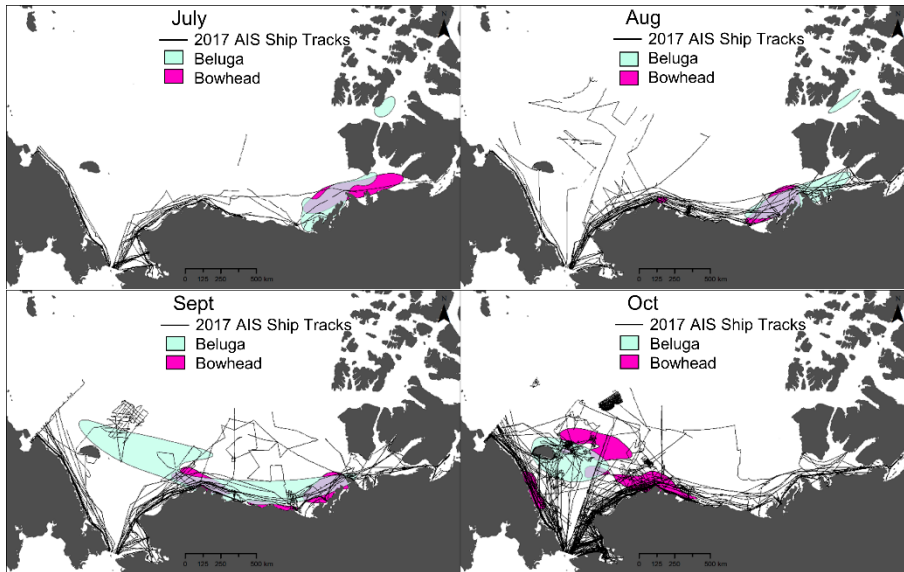 July
2017 AIS Ship Tracks
Beluga
Bowhead
N
0 125 250 500 km
Aug
2017 AIS Ship Tracks
Beluga
Bowhead
N
0 125 250 500 km
Sept
2017 AIS Ship Tracks
Beluga
Bowhead
N
0 125 250 500 km
Oct
2017 AIS Ship Tracks
Beluga
Bowhead
N
0 125 250 500 km